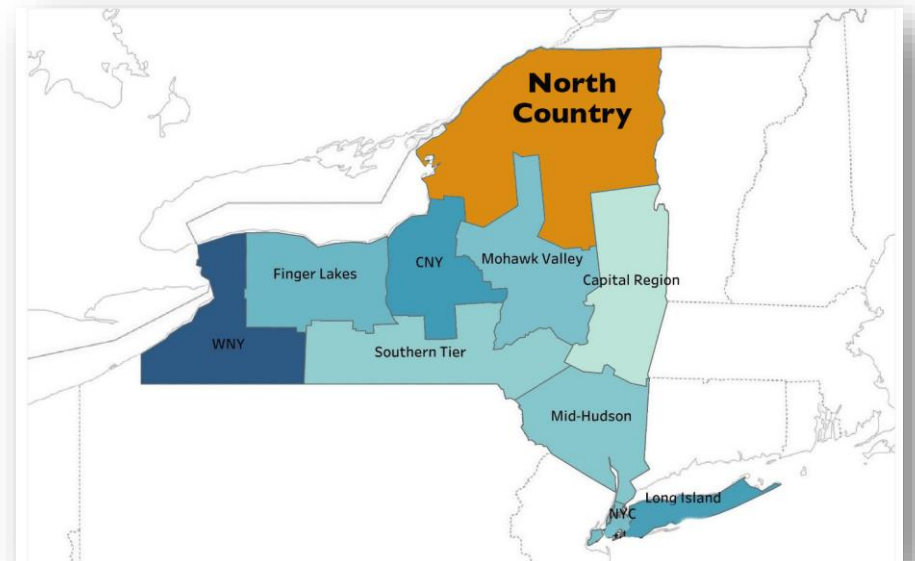 North
Country
Finger Lakes
CNY
Mohawk Valley
Capital Region
WNY
Southern Tier
Mid-Hudson
Long Island
NYC